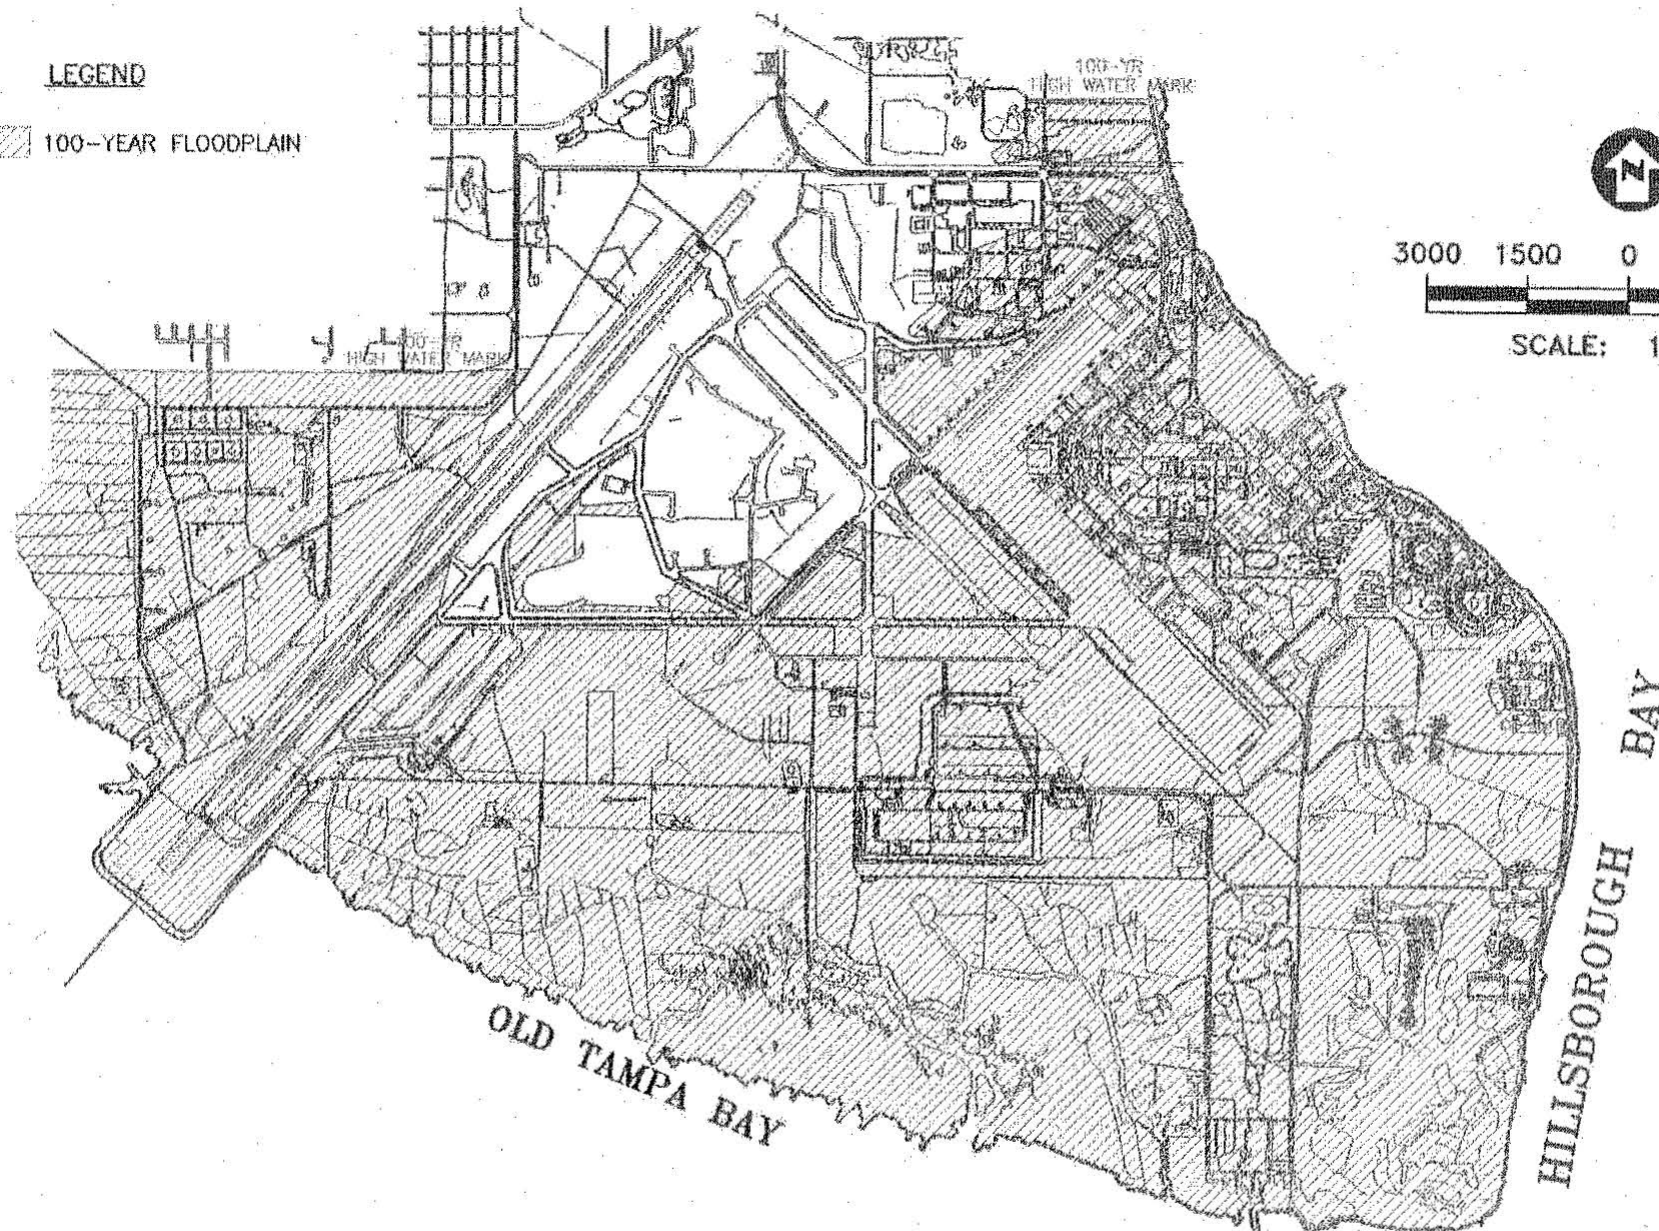 LEGEND
100-YEAR FLOODPLAIN
100-YR
HIGH WATER MARK
N
3000 1500 0
SCALE: 1
100-YR
HIGH WATER MARK
OLD TAMPA BAY
HILLSBOROUGH BAY